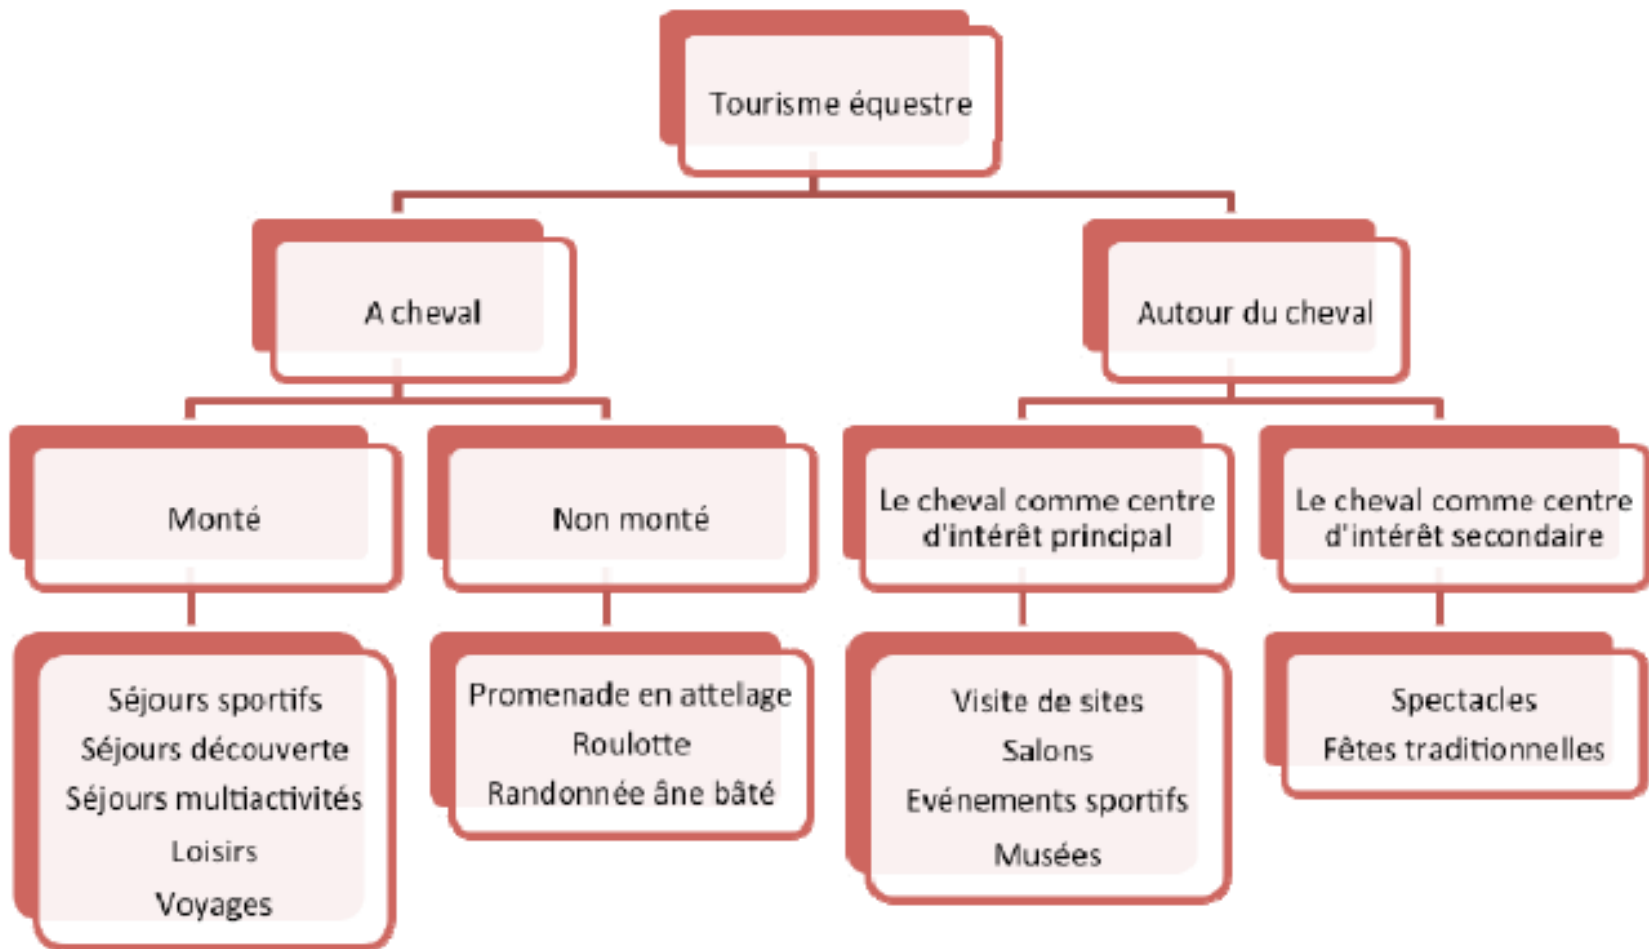 Tourisme équestre
A cheval
Autour du cheval
Monté
Non monté
Le cheval comme centre
d'intérêt principal
Le cheval comme centre
d'intérêt secondaire
Séjours sportifs
Séjours découverte
Séjours multiactivités
Loisirs
Voyages
Promenade en attelage
Roulotte
Randonnée âne bâté
Visite de sites
Salons
Evénements sportifs
Musées
Spectacles
Fêtes traditionnelles